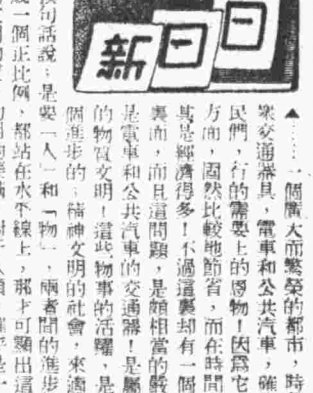 日日新
▲……一個廣大而繁榮的都市，時
衆交通器具，電車和公共汽車，確
民們，行的需要上的恩物！因爲它
方面，固然比較地節省，而在時間
其是經濟得多！不過這裏却有一個
裏面，而且這問題，是頗相當的嚴
是電車和公共汽車的交通器！是屬
的物質文明！這些物事的活躍，是
個進步的；精神文明的社會，來適
句話說；是要「人」和「物」，兩者間的進步
一個正比例，都站在水平線上，那才可顯出這